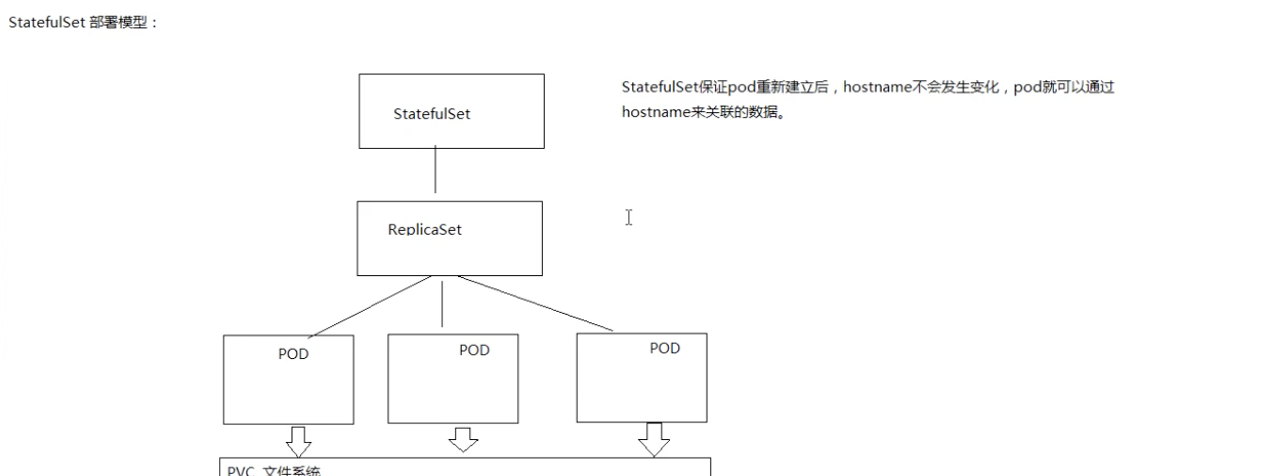 StatefulSet 部署模型：
StatefulSet保证pod重新建立后，hostname不会发生变化，pod就可以通过
hostname来关联的数据。
StatefulSet
ReplicaSet
POD
POD
POD
PVC 文件系统